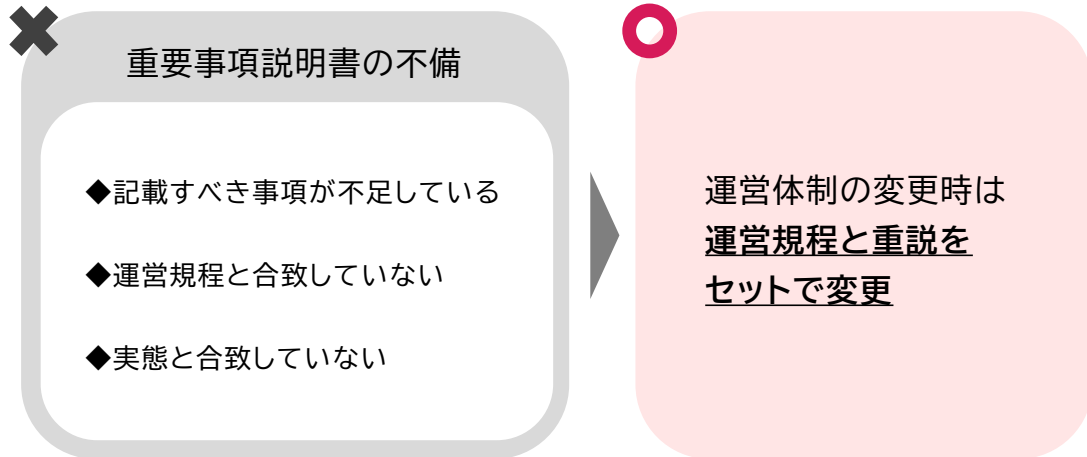 重要事項説明書の不備
◆記載すべき事項が不足している
◆運営規程と合致していない
◆実態と合致していない
運営体制の変更時は
運営規程と重説を
セットで変更